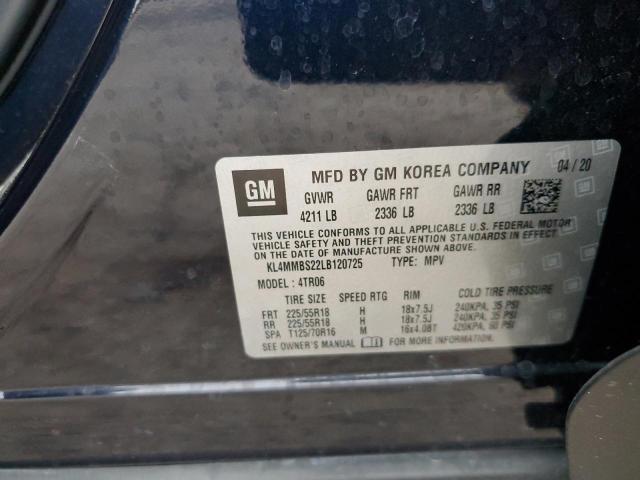 GM
MFD BY GM KOREA COMPANY 04 / 20
GVWR GAWR FRT GAWR RR
4211 LB 2336 LB 2336 LB
THIS VEHICLE CONFORMS TO ALL APPLICABLE U.S. FEDERAL MOTOR
VEHICLE SAFETY AND THEFT PREVENTION STANDARDS IN EFFECT ON
THE DATE OF MANUFACTURE SHOWN ABOVE.
KL4MMBS22LB120725 TYPE: MPV
MODEL: 4TR06
TIRE SIZE SPEED RTG RIM COLD TIRE PRESSURE
FRT 225/55R18 H 18x7.5J 240KPA, 35 PSI
RR 225/55R18 H 18x7.5J 240KPA, 35 PSI
SPA T125/70R16 M 16x4.0BT 420KPA, 60 PSI
SEE OWNER'S MANUAL FOR MORE INFORMATION.